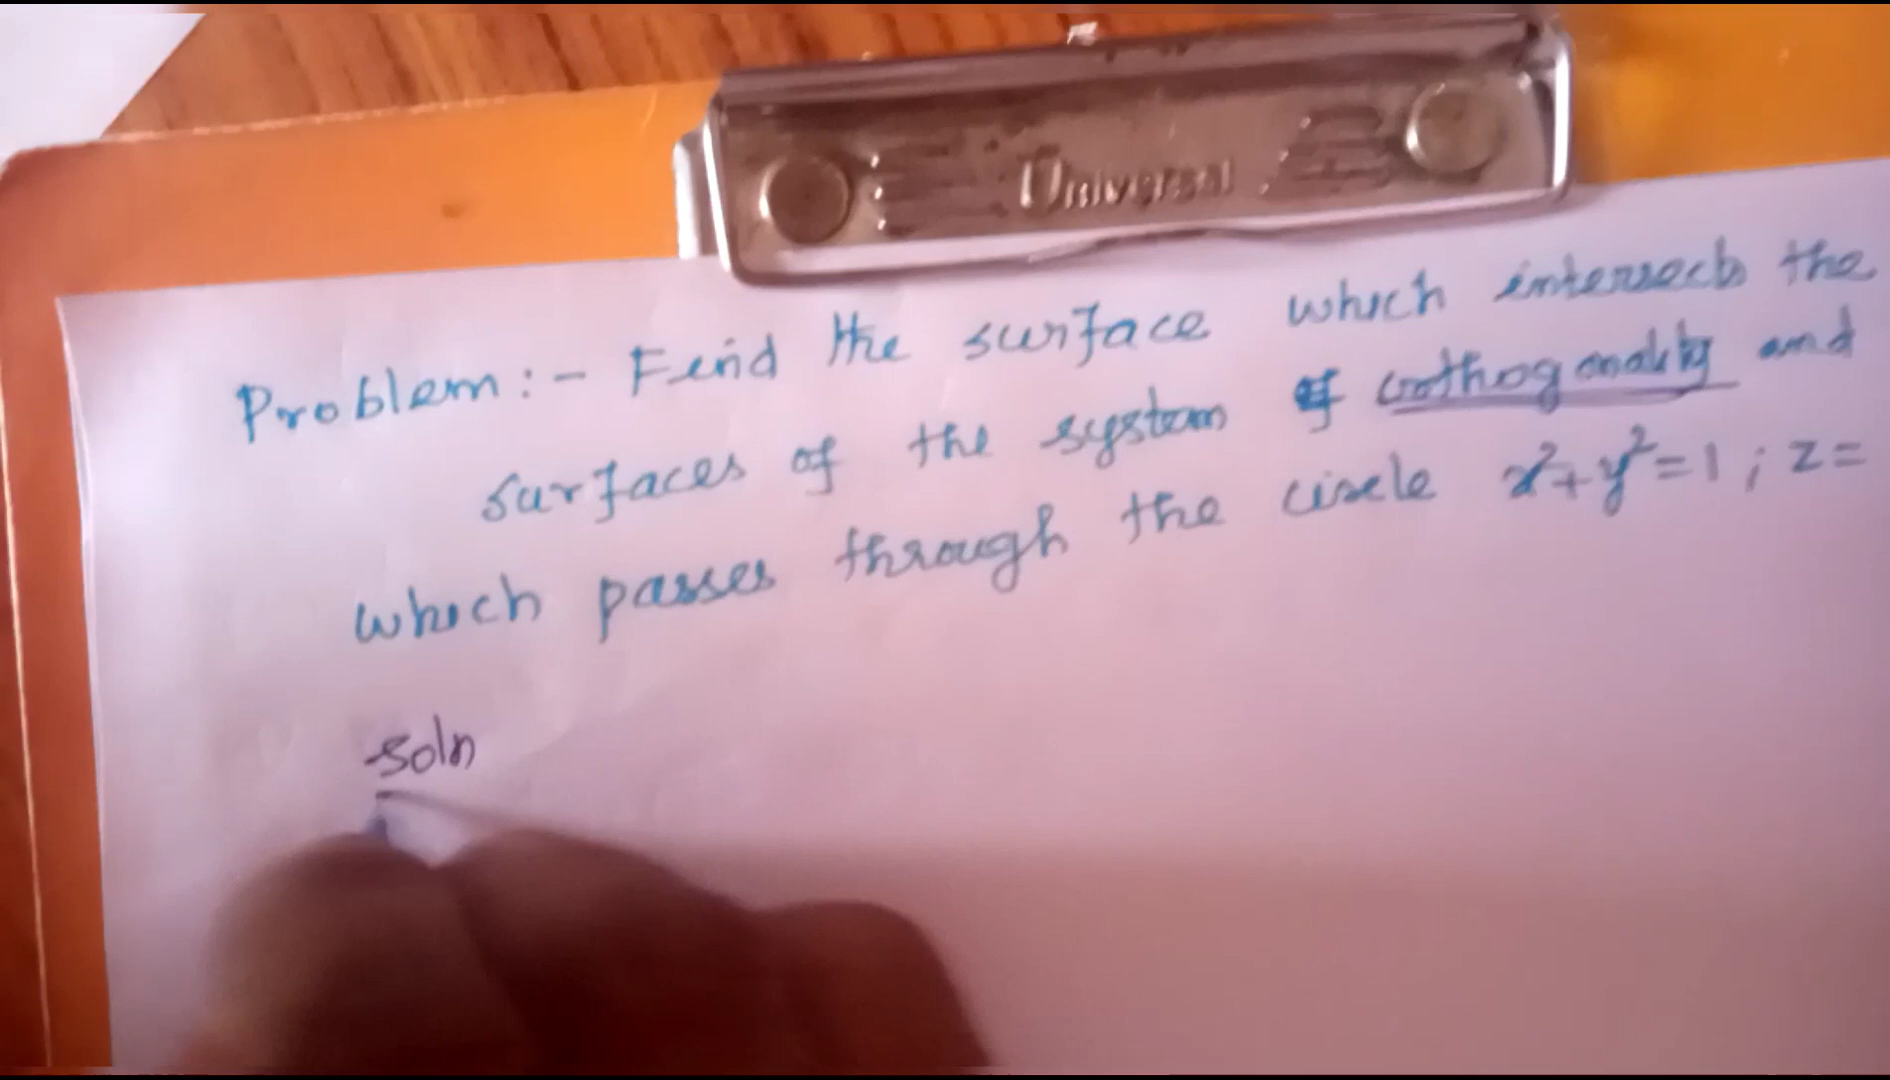 Universal
Problem:- Find the surface which intersects the
surfaces of the system of orthogonality and
which passes through the circle x²+y²=1; z=
soln